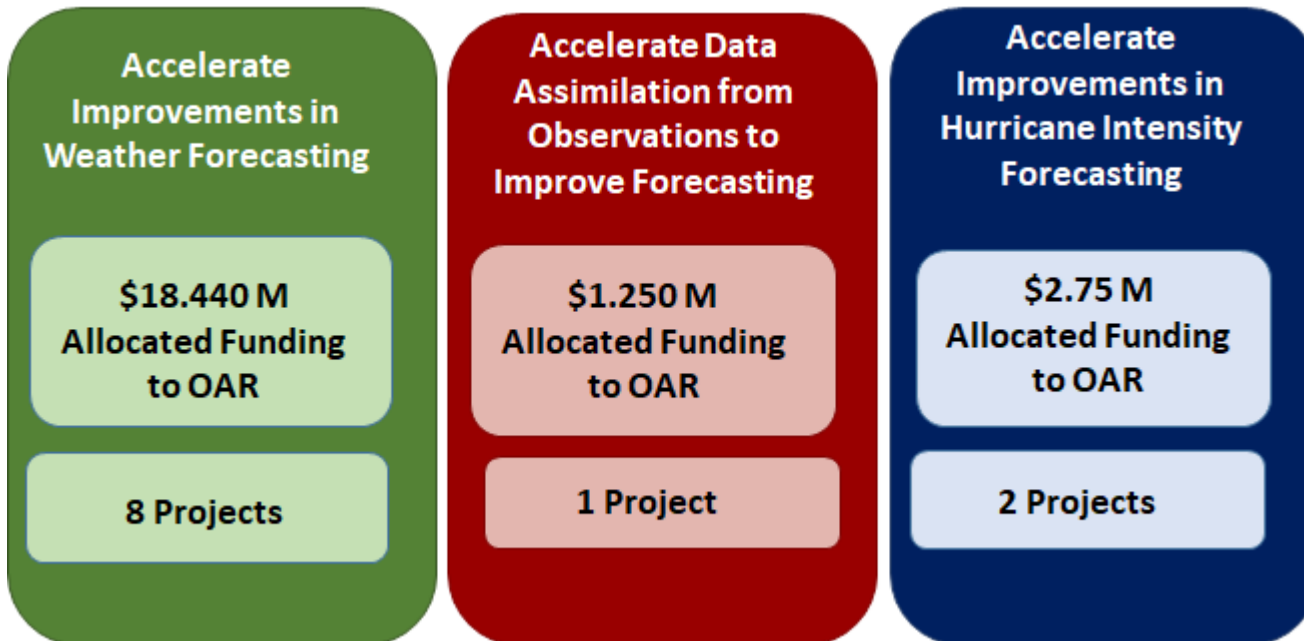 Accelerate
Improvements in
Weather Forecasting
$18.440 M
Allocated Funding
to OAR
8 Projects
Accelerate Data
Assimilation from
Observations to
Improve Forecasting
$1.250 M
Allocated Funding
to OAR
1 Project
Accelerate
Improvements in
Hurricane Intensity
Forecasting
$2.75 M
Allocated Funding
to OAR
2 Projects